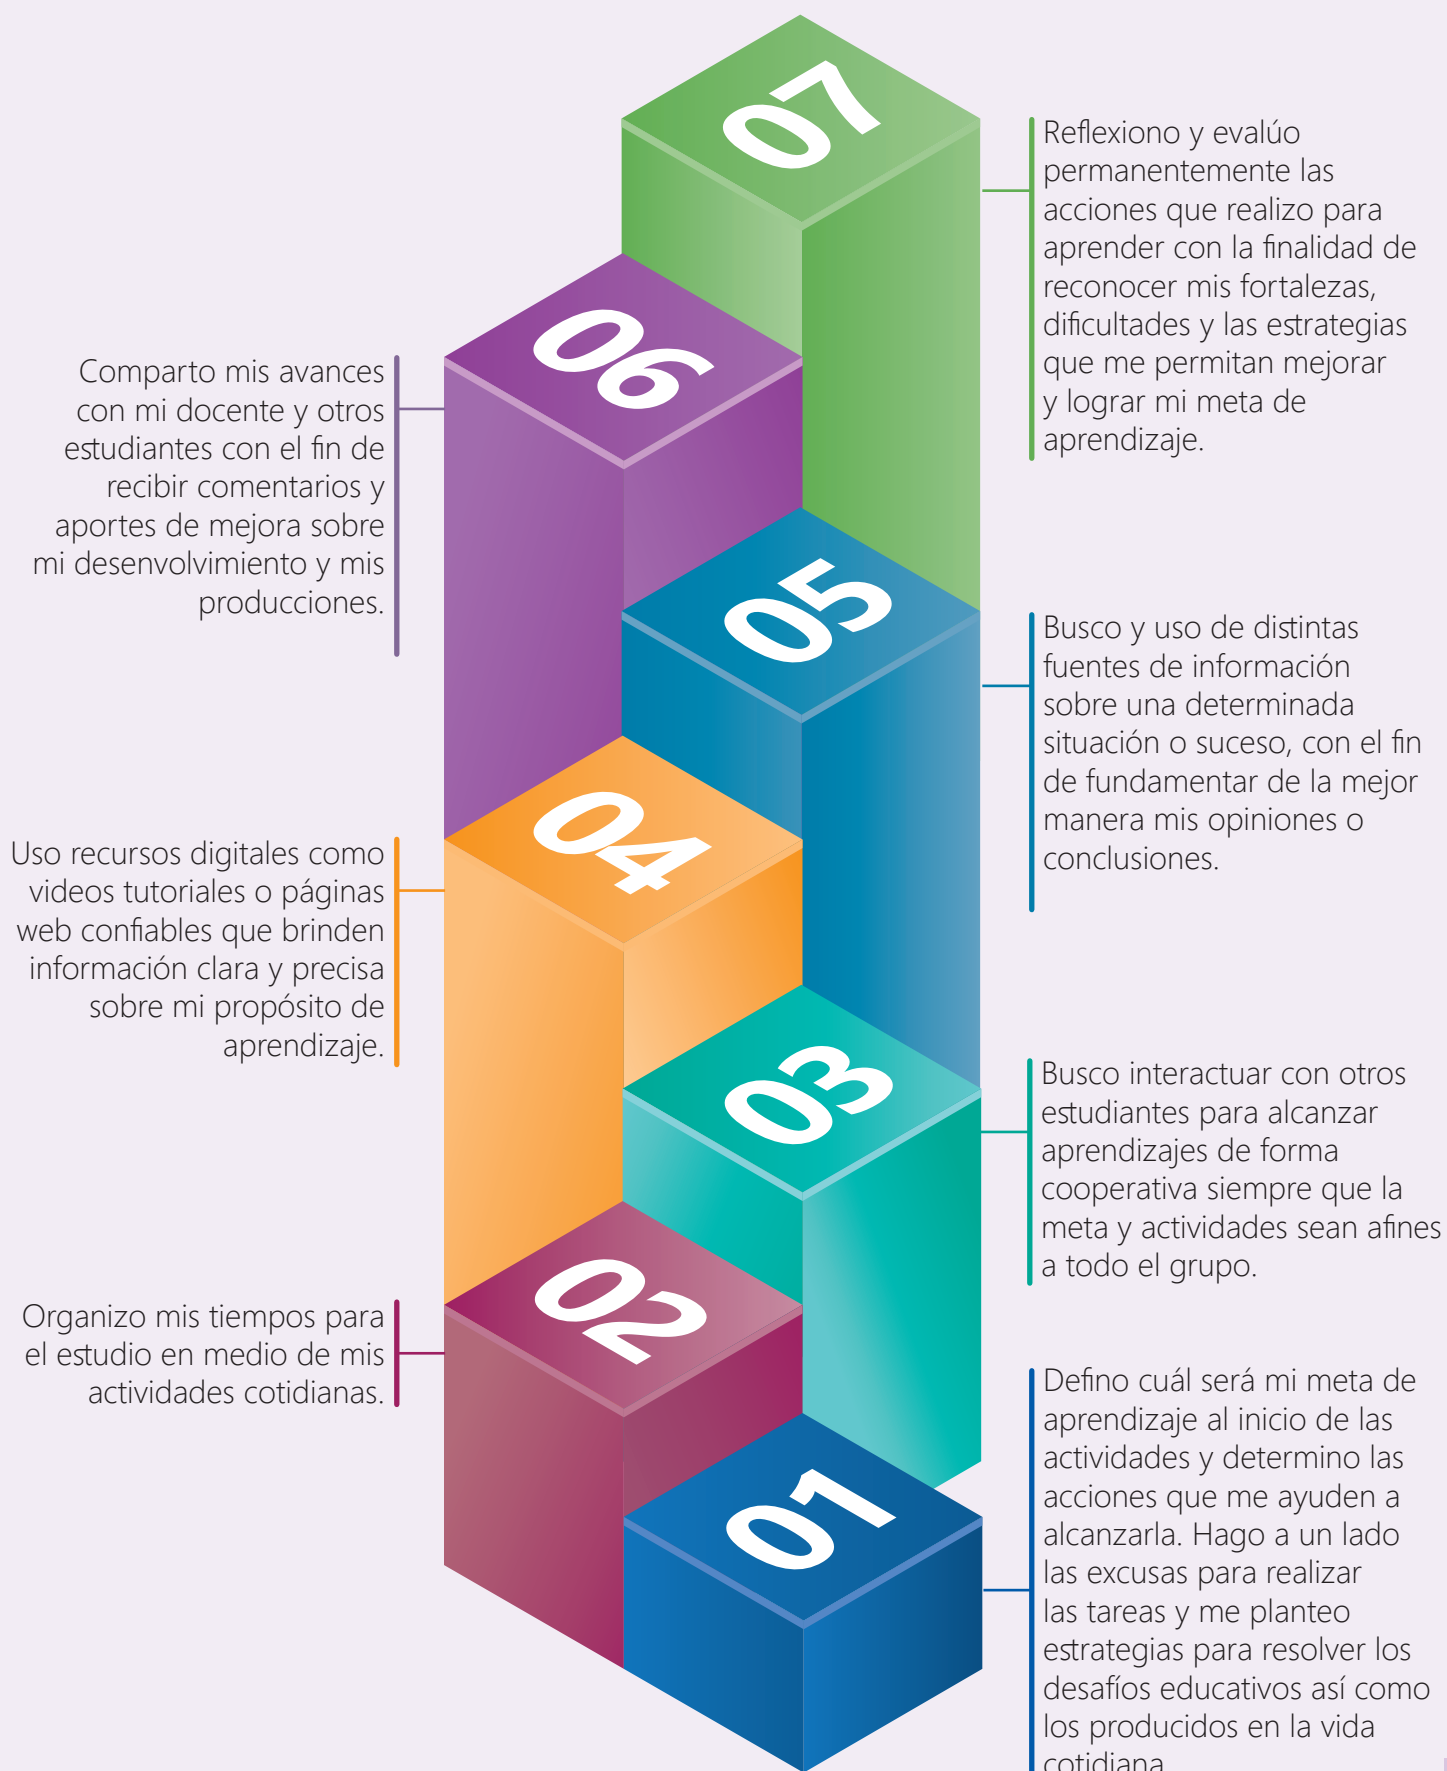 07
Reflexiono y evalúo
permanentemente las
acciones que realizo para
aprender con la finalidad de
reconocer mis fortalezas,
dificultades y las estrategias
que me permitan mejorar
y lograr mi meta de
aprendizaje.
06
Comparto mis avances
con mi docente y otros
estudiantes con el fin de
recibir comentarios y
aportes de mejora sobre
mi desenvolvimiento y mis
producciones.
05
Busco y uso de distintas
fuentes de información
sobre una determinada
situación o suceso, con el fin
de fundamentar de la mejor
manera mis opiniones o
conclusiones.
04
Uso recursos digitales como
videos tutoriales o páginas
web confiables que brinden
información clara y precisa
sobre mi propósito de
aprendizaje.
03
Busco interactuar con otros
estudiantes para alcanzar
aprendizajes de forma
cooperativa siempre que la
meta y actividades sean afines
a todo el grupo.
02
Organizo mis tiempos para
el estudio en medio de mis
actividades cotidianas.
01
Defino cuál será mi meta de
aprendizaje al inicio de las
actividades y determino las
acciones que me ayuden a
alcanzarla. Hago a un lado
las excusas para realizar
las tareas y me planteo
estrategias para resolver los
desafíos educativos así como
los producidos en la vida
cotidiana